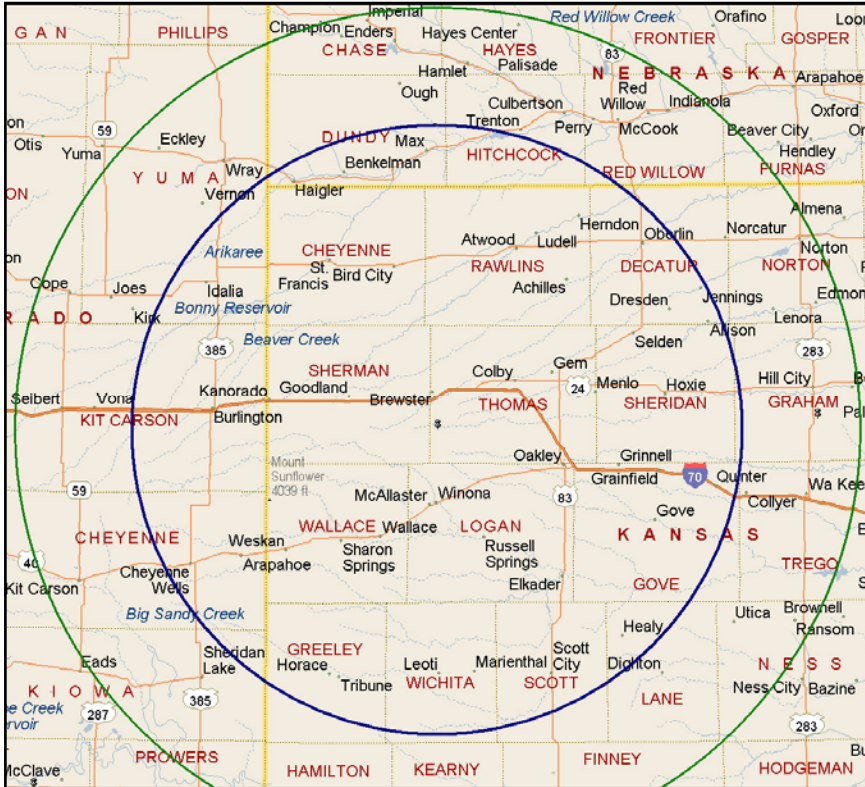 Imperial
Champion
Enders
Hayes Center
Red Willow Creek
Orafino
G A N
PHILLIPS
CHASE
HAYES
83
FRONTIER
GOSPER
Hamlet
Palisade
N E B R A S K A
Arapahoe
Ough
Culbertson
Red
Willow
Indianola
Oxford
59
Trenton
Perry
McCook
Beaver City
Otis
Yuma
Eckley
DUNDY
Max
HITCHCOCK
Hendley
Wray
Benkelman
RED WILLOW
FURNAS
Y U M A
Vernon
Haigler
Almena
Arikaree
CHEYENNE
Atwood
Ludell
Herndon
Oberlin
Norcatur
Norton
St.
Francis
Bird City
RAWLINS
DECATUR
NORTON
Cope
Joes
Idalia
Achilles
Jennings
Bonny Reservoir
Dresden
Lenora
R A D O
Kirk
Allison
Beaver Creek
Selden
385
283
SHERMAN
Colby
Gem
Kanorado
Goodland
24
Menlo
Hoxie
Hill City
Seibert
Vona
Brewster
THOMAS
SHERIDAN
GRAHAM
KIT CARSON
Burlington
Oakley
Grinnell
Mount
Sunflower
4039 ft
Grainfield
70
Qunter
59
McAllaster
Winona
83
Collyer
Gove
WALLACE
Wallace
LOGAN
K A N S A S
CHEYENNE
Weskan
Sharon
Springs
Russell
Springs
TREGO
40
Arapahoe
Kit Carson
Cheyenne
Wells
Elkader
GOVE
Big Sandy Creek
Utica
Brownell
Healy
Ransom
Sheridan
Lake
GREELEY
Scott
City
Eads
Horace
Leoti
Marienthal
Dighton
N E S S
K I O W A
Tribune
WICHITA
SCOTT
Ness City
Bazine
385
LANE
287
283
PROWERS
FINNEY
McClave
HAMILTON
KEARNY
HODGEMAN